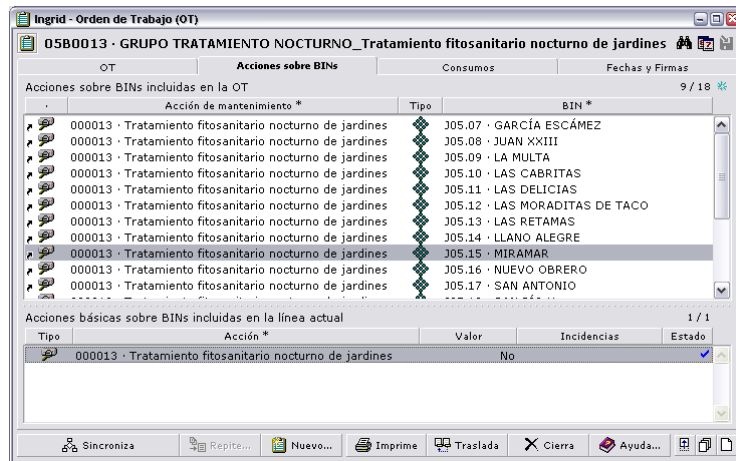 Ingrid - Orden de Trabajo (OT)
05B0013 · GRUPO TRATAMIENTO NOCTURNO_Tratamiento fitosanitario nocturno de jardines
OT Acciones sobre BINs Consumos Fechas y Firmas
Acciones sobre BINs incluidas en la OT 9 / 18
· Acción de mantenimiento * Tipo BIN *
000013 · Tratamiento fitosanitario nocturno de jardines J05.07 · GARCÍA ESCÁMEZ
000013 · Tratamiento fitosanitario nocturno de jardines J05.08 · JUAN XXIII
000013 · Tratamiento fitosanitario nocturno de jardines J05.09 · LA MULTA
000013 · Tratamiento fitosanitario nocturno de jardines J05.10 · LAS CABRITAS
000013 · Tratamiento fitosanitario nocturno de jardines J05.11 · LAS DELICIAS
000013 · Tratamiento fitosanitario nocturno de jardines J05.12 · LAS MORADITAS DE TACO
000013 · Tratamiento fitosanitario nocturno de jardines J05.13 · LAS RETAMAS
000013 · Tratamiento fitosanitario nocturno de jardines J05.14 · LLANO ALEGRE
000013 · Tratamiento fitosanitario nocturno de jardines J05.15 · MIRAMAR
000013 · Tratamiento fitosanitario nocturno de jardines J05.16 · NUEVO OBRERO
000013 · Tratamiento fitosanitario nocturno de jardines J05.17 · SAN ANTONIO
Acciones básicas sobre BINs incluidas en la línea actual 1 / 1
Tipo Acción * Valor Incidencias Estado
000013 · Tratamiento fitosanitario nocturno de jardines No
Sincroniza Repite... Nuevo... Imprime Traslada Cierra Ayuda...